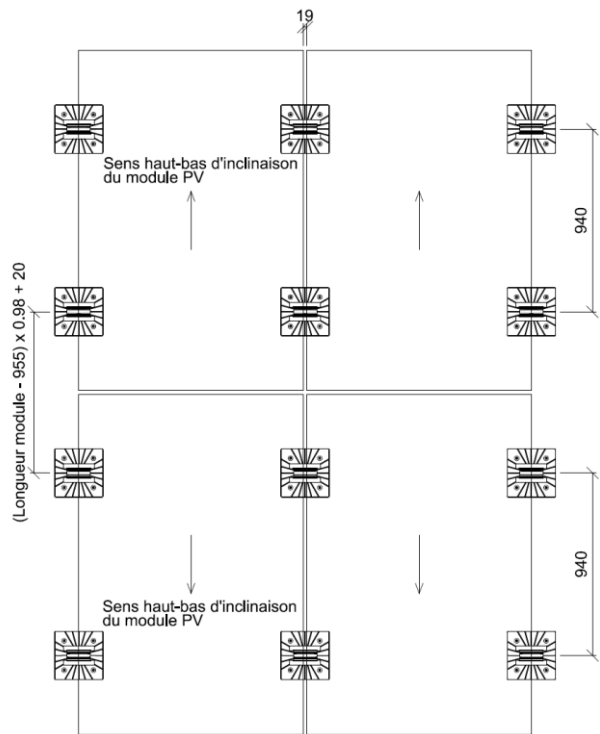 19
Sens haut-bas d'inclinaison
du module PV
940
(Longueur module - 955) x 0.98 + 20
940
Sens haut-bas d'inclinaison
du module PV